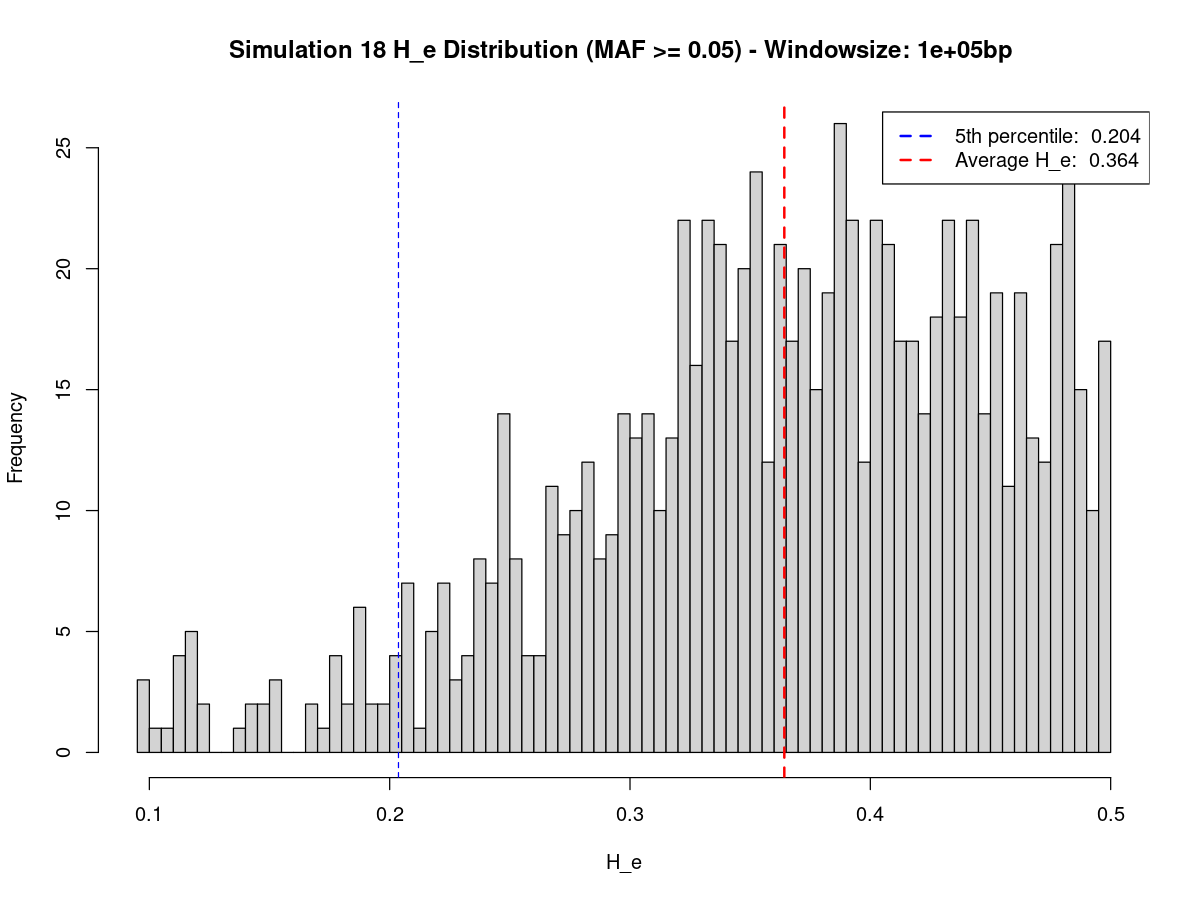 Simulation 18 H_e Distribution (MAF >= 0.05) - Windowsize: 1e+05bp
5th percentile:  0.204
Average H_e:  0.364
Frequency
25
20
15
10
5
0
0.1
0.2
0.3
0.4
0.5
H_e